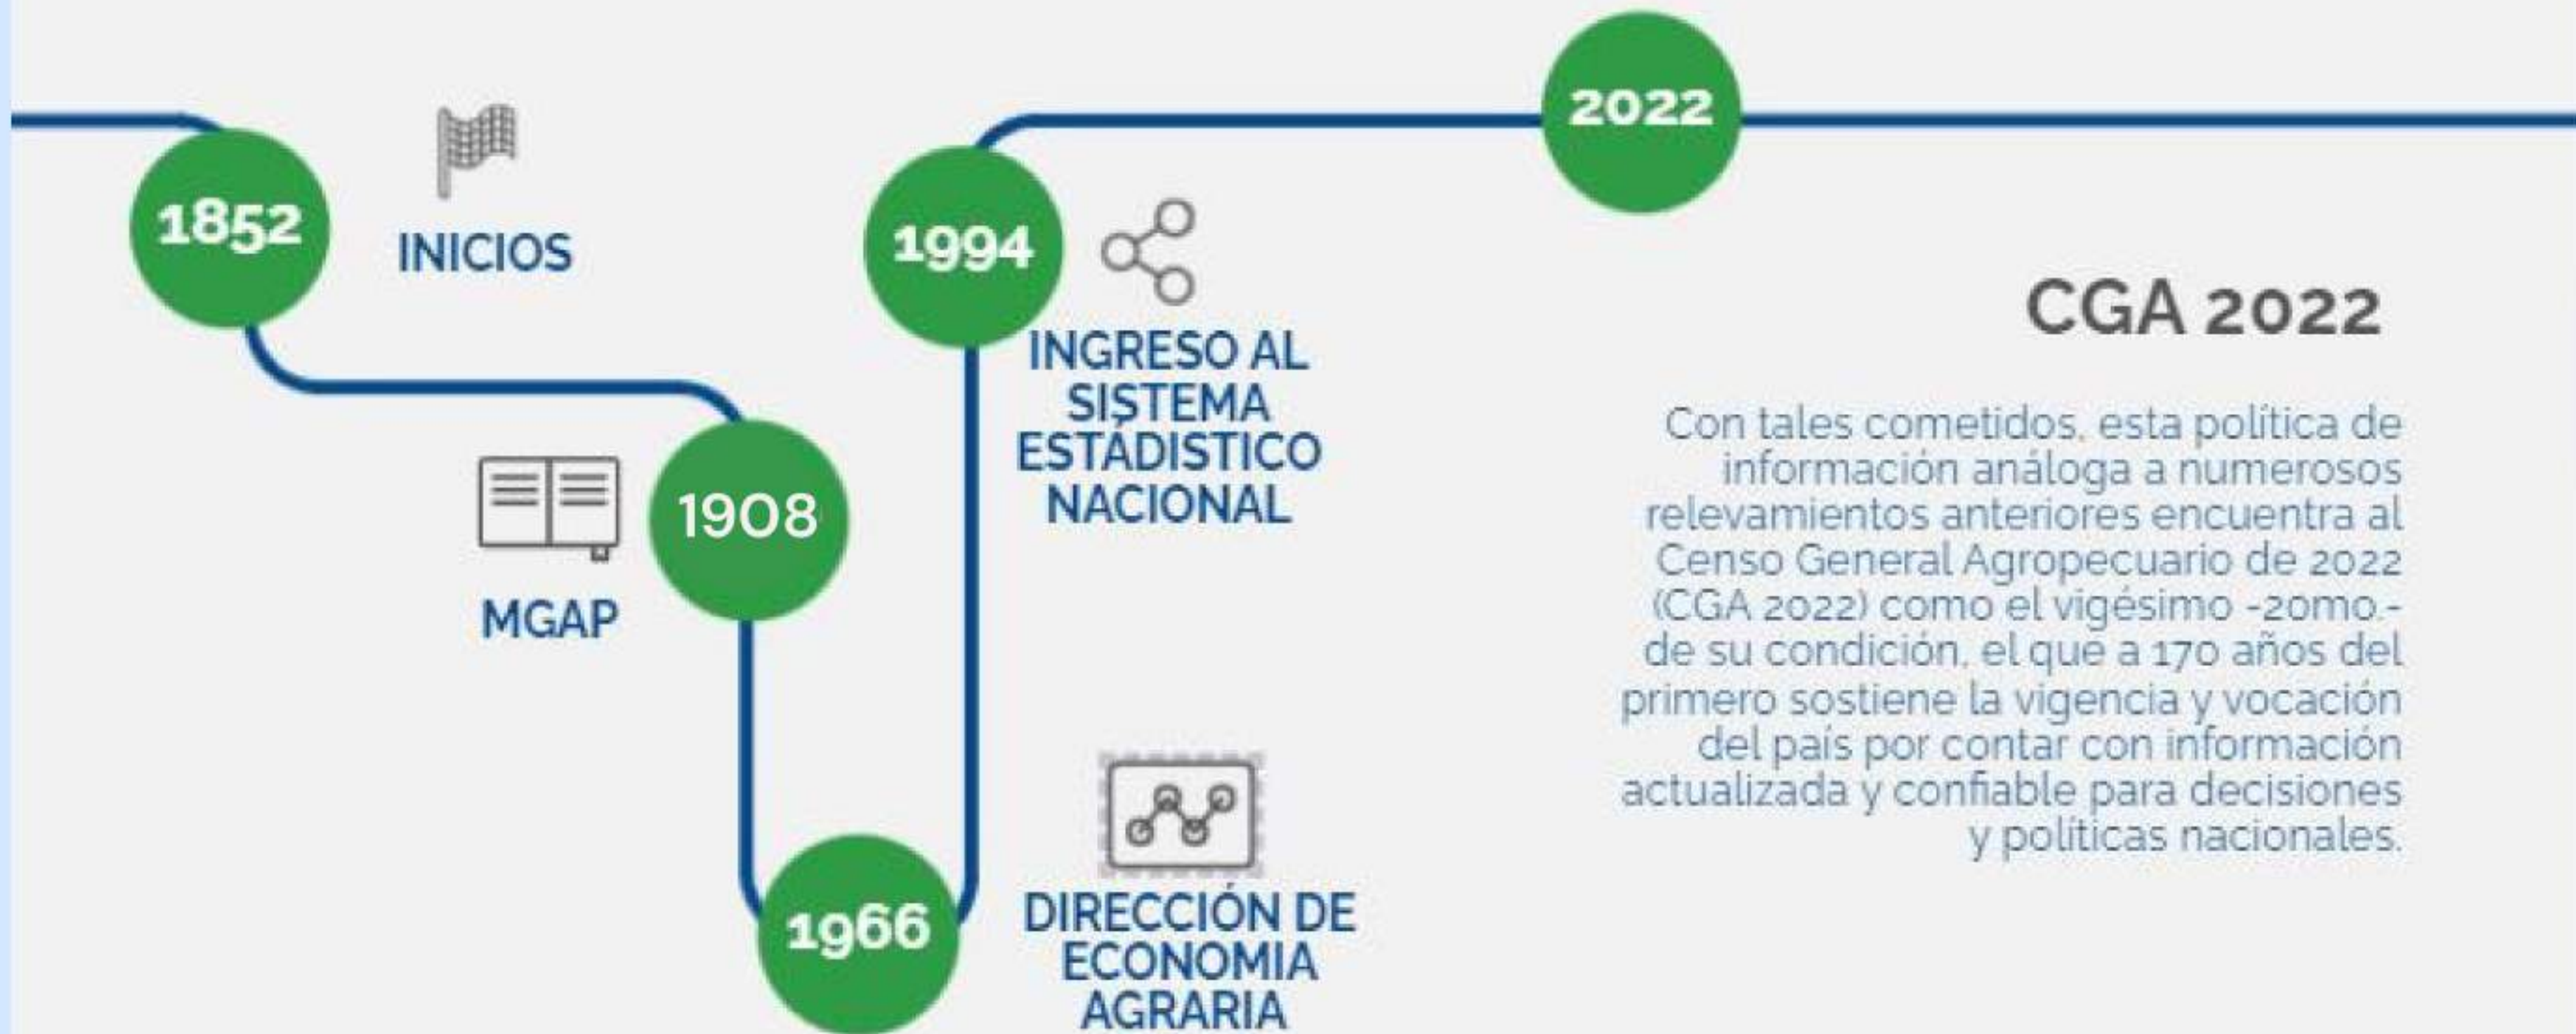 1852
INICIOS
1908
MGAP
1966
DIRECCIÓN DE
ECONOMIA
AGRARIA
1994
INGRESO AL
SISTEMA
ESTÁDISTICO
NACIONAL
2022
CGA 2022
Con tales cometidos, esta política de
información análoga a numerosos
relevamientos anteriores encuentra al
Censo General Agropecuario de 2022
(CGA 2022) como el vigésimo -20mo.-
de su condición, el que a 170 años del
primero sostiene la vigencia y vocación
del país por contar con información
actualizada y confiable para decisiones
y políticas nacionales.